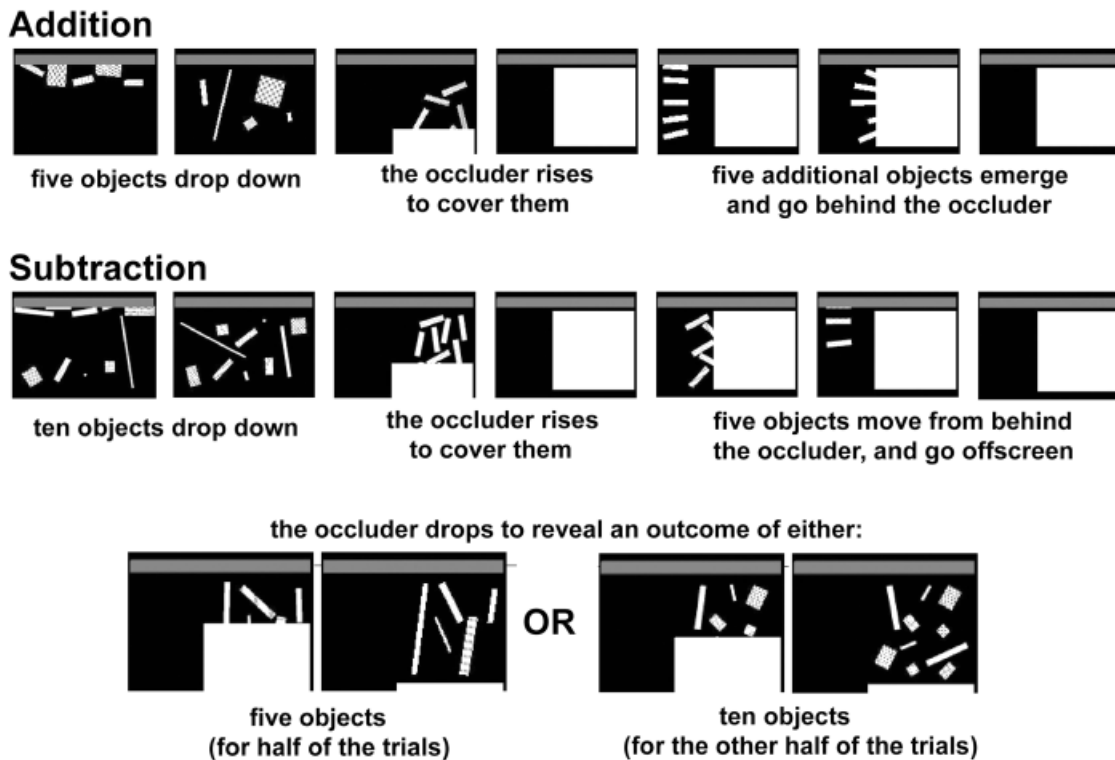 Addition
five objects drop down
the occluder rises
to cover them
five additional objects emerge
and go behind the occluder
Subtraction
ten objects drop down
the occluder rises
to cover them
five objects move from behind
the occluder, and go offscreen
the occluder drops to reveal an outcome of either:
OR
five objects
(for half of the trials)
ten objects
(for the other half of the trials)